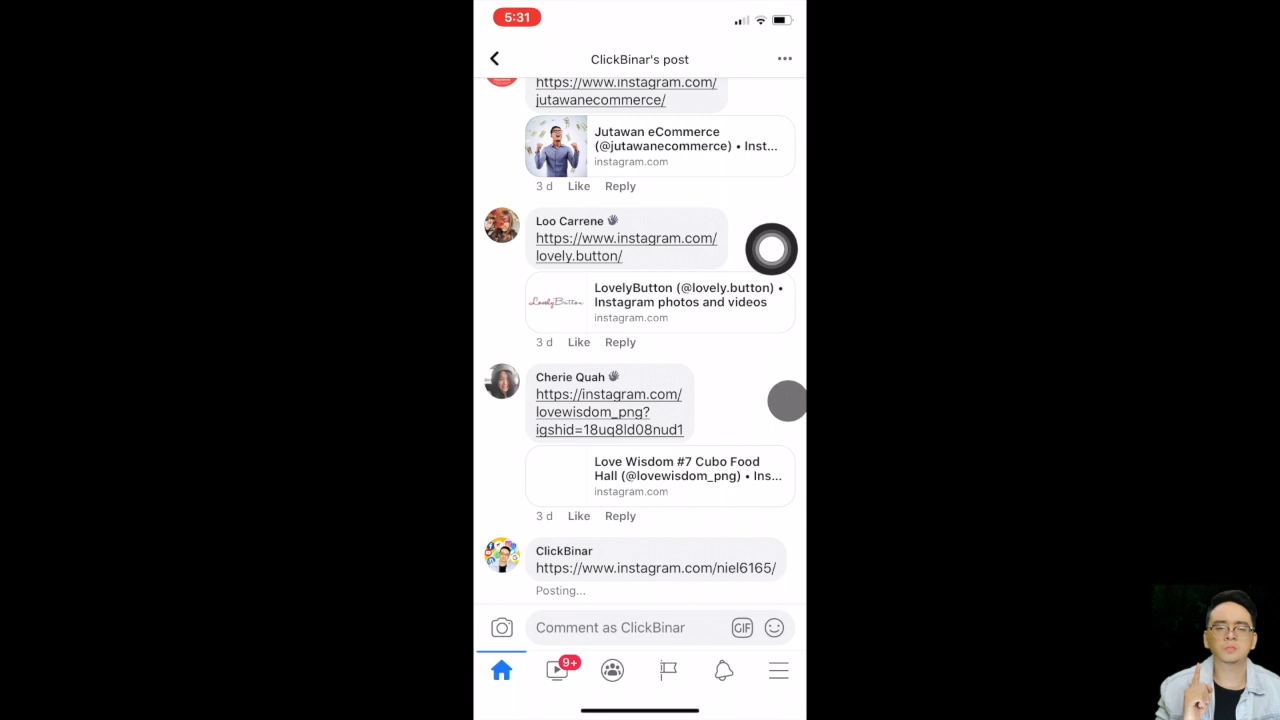 5:31
ClickBinar's post
https://www.instagram.com/
jutawanecommerce/
Jutawan eCommerce
(@jutawanecommerce) • Inst...
instagram.com
3 d Like Reply
Loo Carrene
https://www.instagram.com/
lovely.button/
LovelyButton
LovelyButton (@lovely.button) •
Instagram photos and videos
instagram.com
3 d Like Reply
Cherie Quah
https://instagram.com/
lovewisdom_png?
igshid=18uq8ld08nud1
Love Wisdom #7 Cubo Food
Hall (@lovewisdom_png) • Ins...
instagram.com
3 d Like Reply
ClickBinar
https://www.instagram.com/niel6165/
Posting...
Comment as ClickBinar GIF
9+